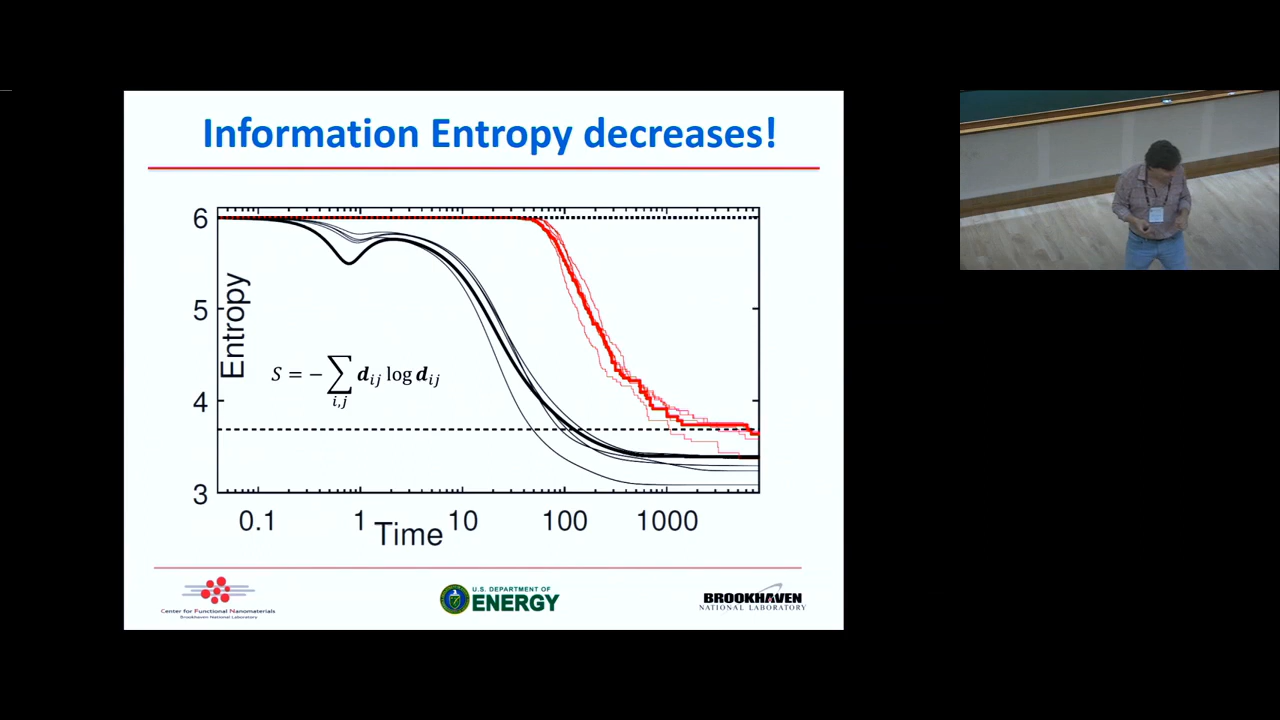 Information Entropy decreases!
6
5
4
3
Entropy
S = − ∑ i,j d_ij log d_ij
0.1 1 10 100 1000
Time
Center for Functional Nanomaterials
Brookhaven National Laboratory
U.S. DEPARTMENT OF
ENERGY
BROOKHAVEN
NATIONAL LABORATORY